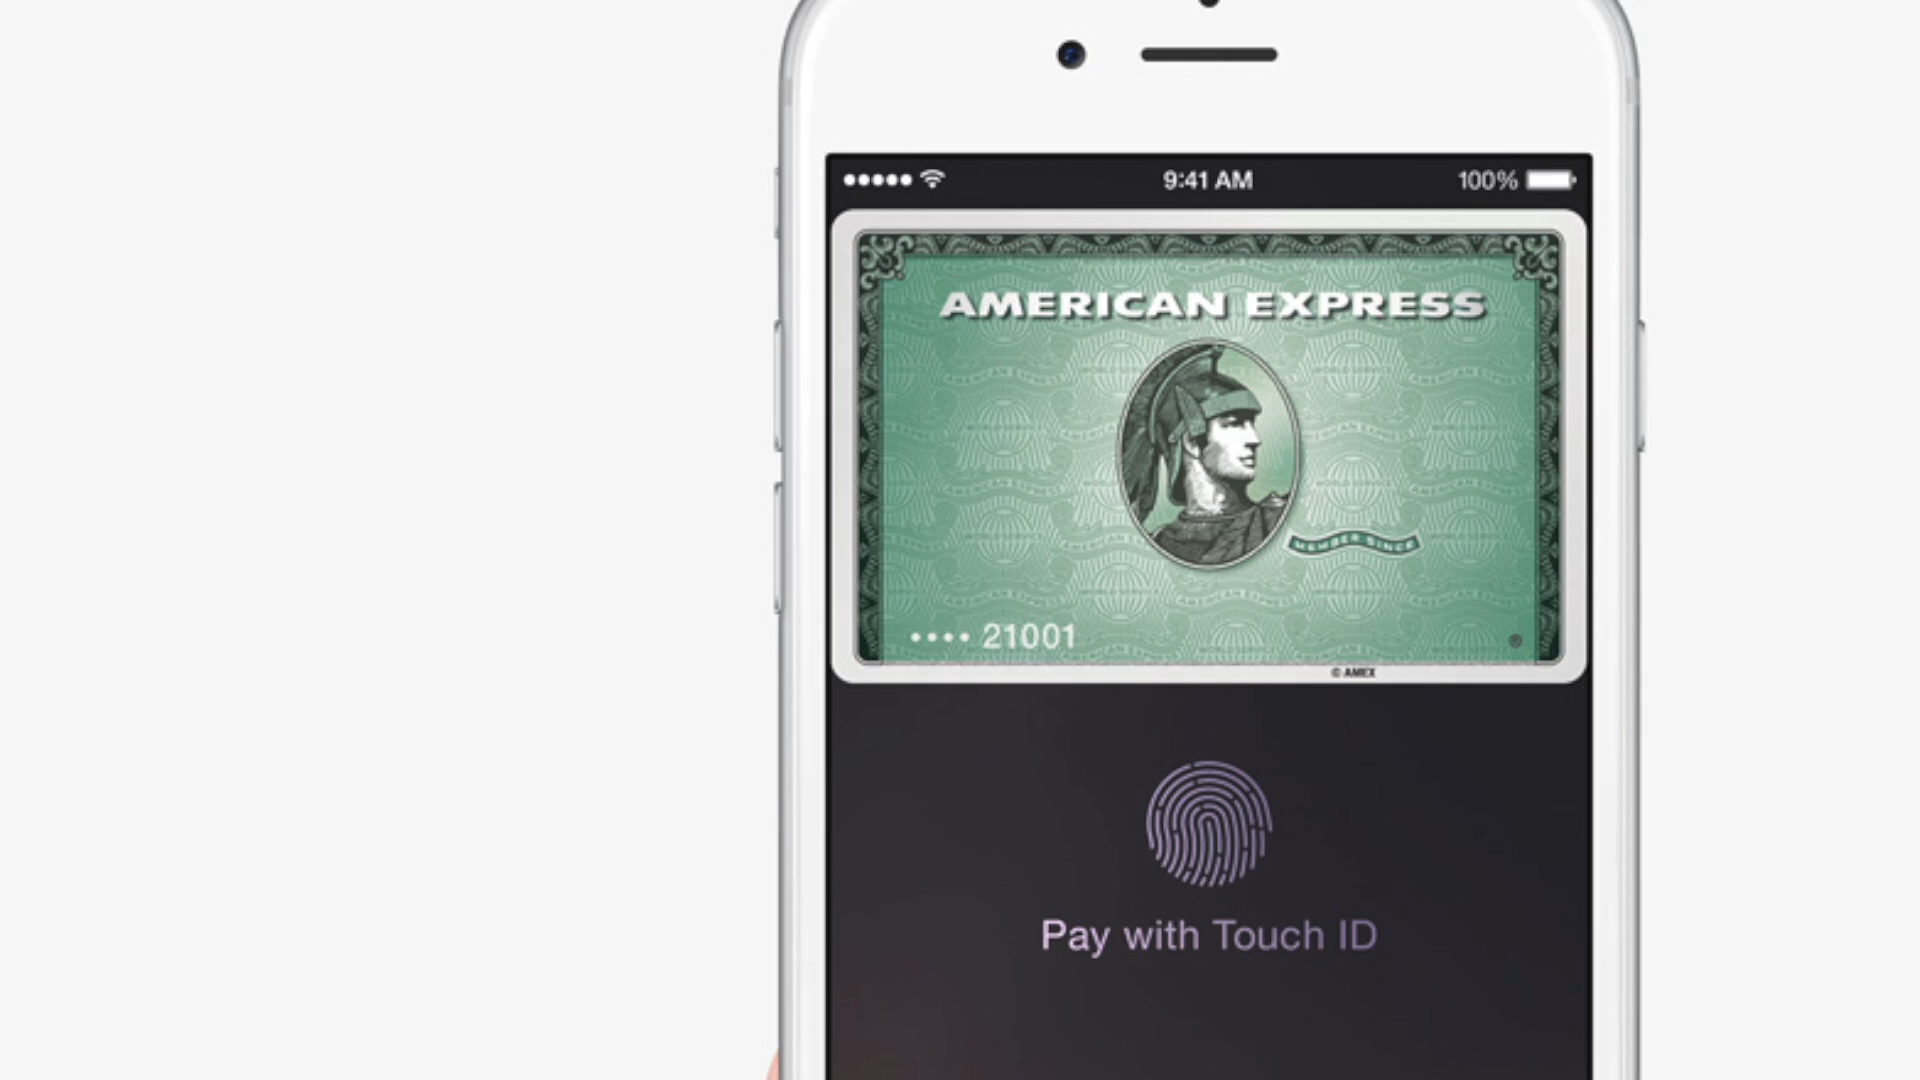 9:41 AM
100%
AMERICAN EXPRESS
MEMBER SINCE
•••• 21001
®
© AMEX
Pay with Touch ID